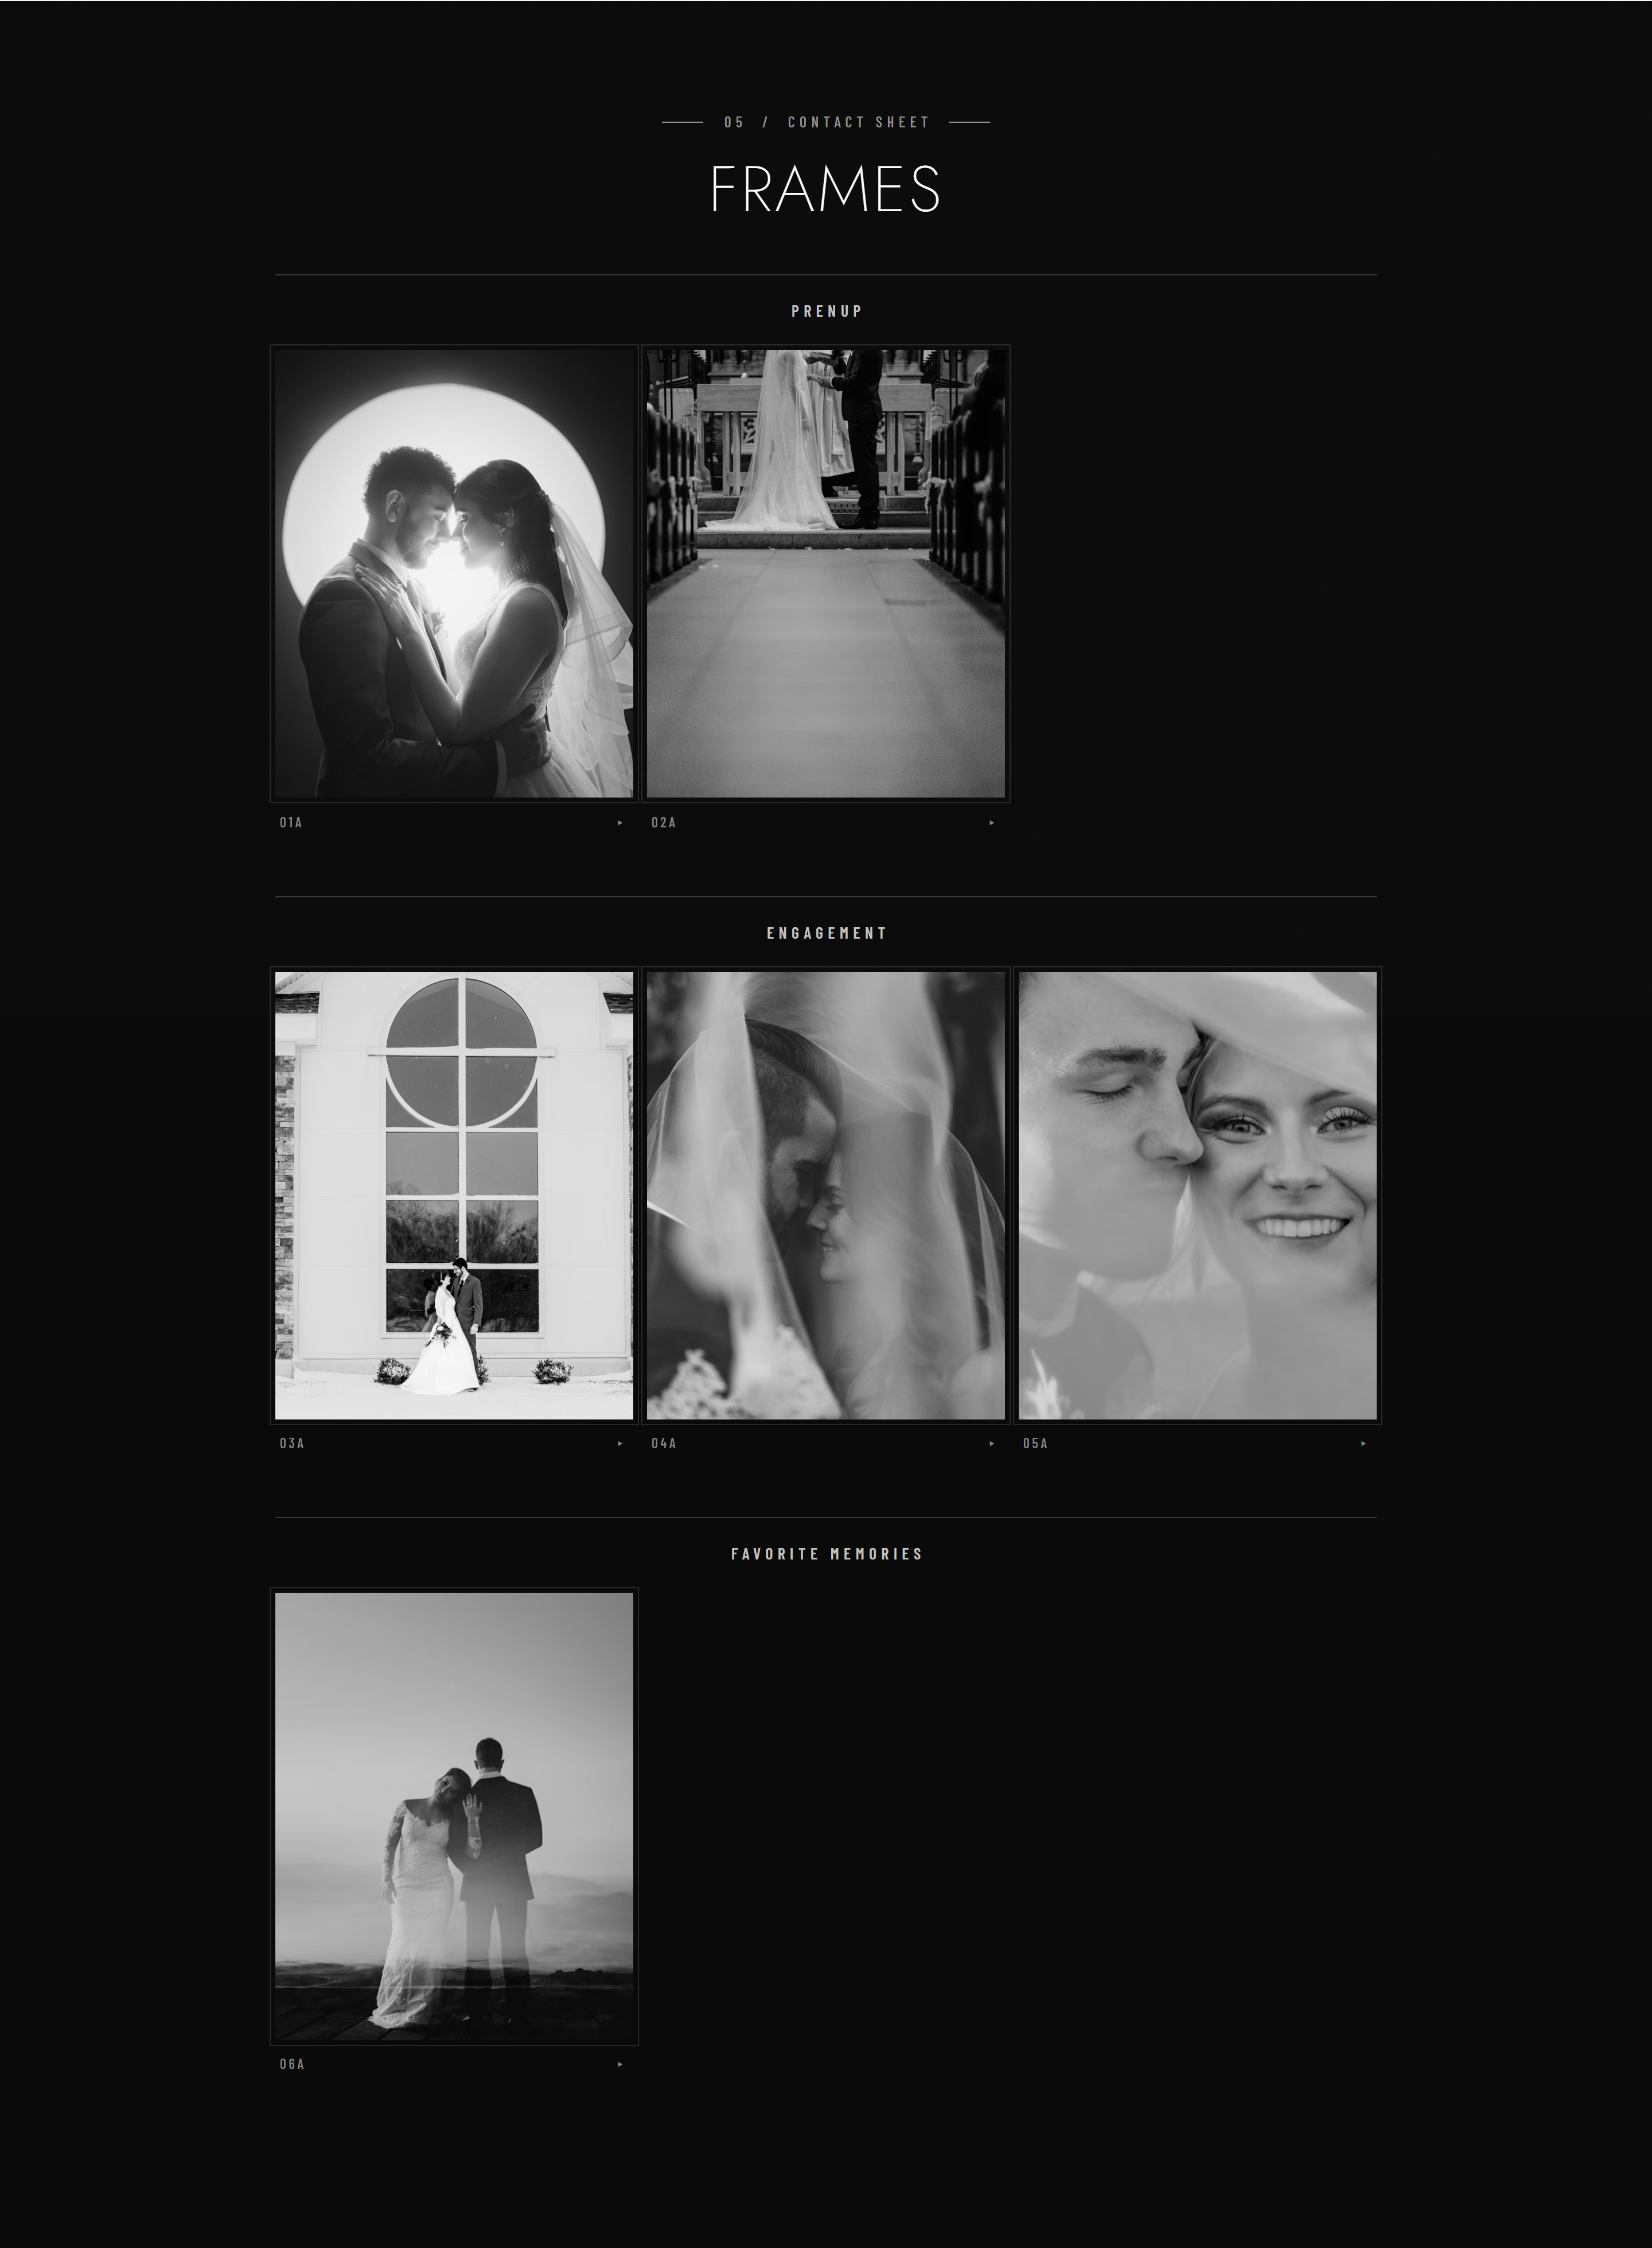 05 / CONTACT SHEET
FRAMES
PRENUP
01A ▸
02A ▸
ENGAGEMENT
03A ▸
04A ▸
05A ▸
FAVORITE MEMORIES
06A ▸